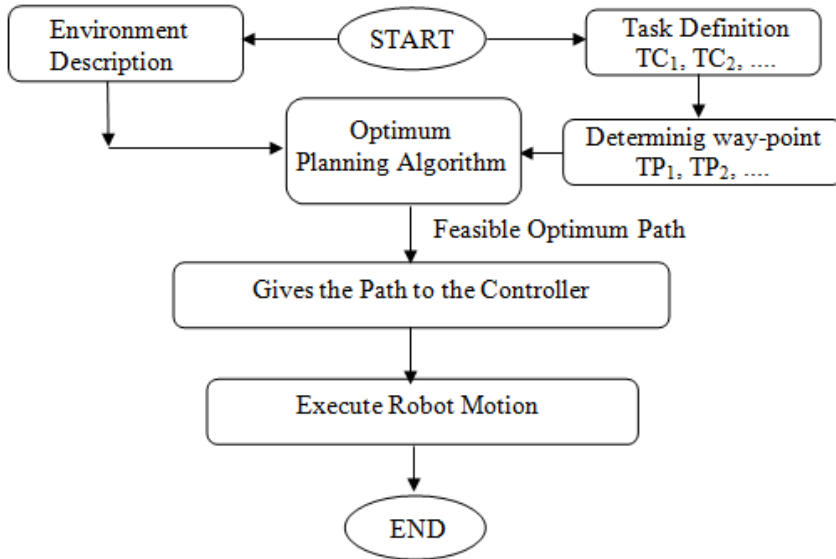 Environment
Description
START
Task Definition
TC₁, TC₂, ....
Optimum
Planning Algorithm
Determinig way-point
TP₁, TP₂, ....
Feasible Optimum Path
Gives the Path to the Controller
Execute Robot Motion
END